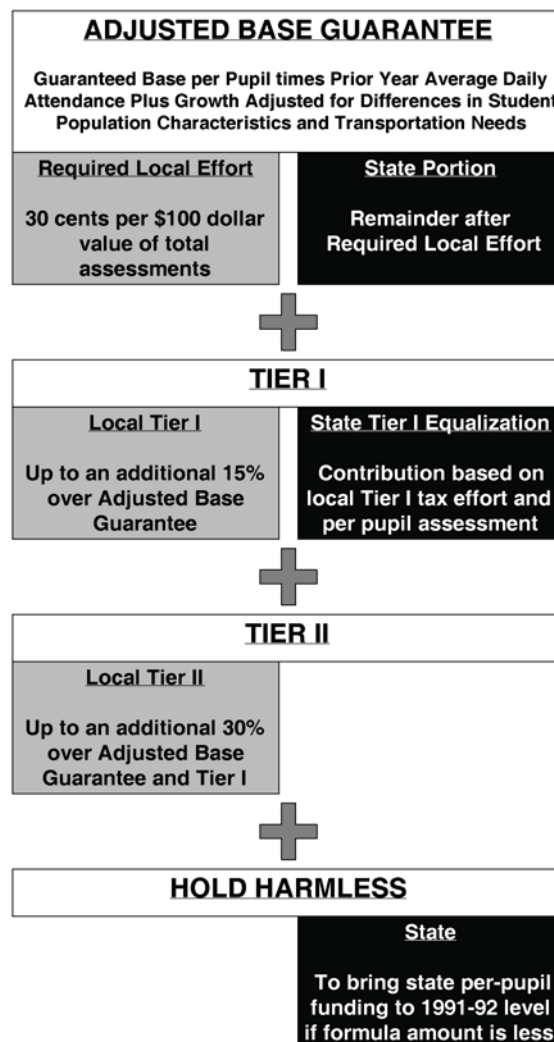 ADJUSTED BASE GUARANTEE
Guaranteed Base per Pupil times Prior Year Average Daily
Attendance Plus Growth Adjusted for Differences in Student
Population Characteristics and Transportation Needs
Required Local Effort
30 cents per $100 dollar
value of total
assessments
State Portion
Remainder after
Required Local Effort
TIER I
Local Tier I
Up to an additional 15%
over Adjusted Base
Guarantee
State Tier I Equalization
Contribution based on
local Tier I tax effort and
per pupil assessment
TIER II
Local Tier II
Up to an additional 30%
over Adjusted Base
Guarantee and Tier I
HOLD HARMLESS
State
To bring state per-pupil
funding to 1991-92 level
if formula amount is less